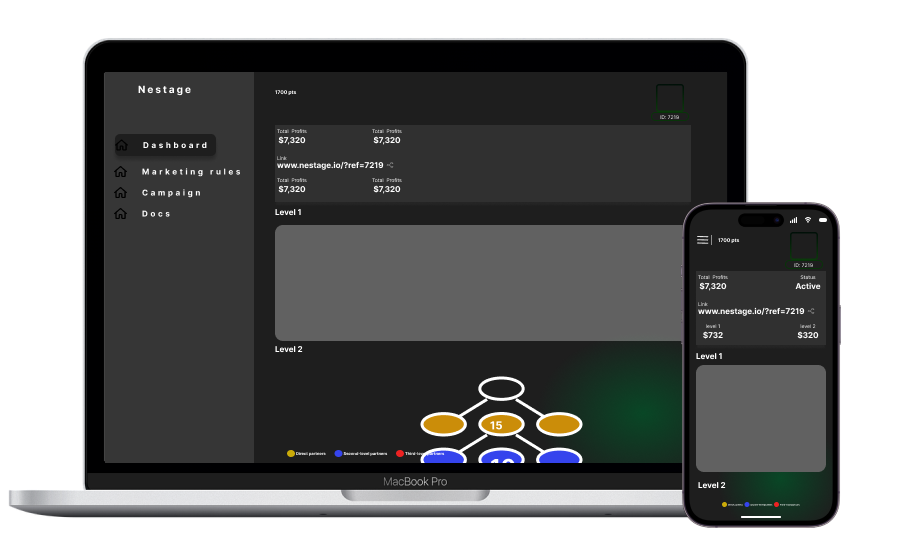 Nestage
Dashboard
Marketing rules
Campaign
Docs
1700 pts
ID: 7219
Total Profits
Total Profits
$7,320
$7,320
Link
www.nestage.io/?ref=7219
Total Profits
Total Profits
$7,320
$7,320
Level 1
Level 2
15
Direct partners
Second-level partners
MacBook Pro
1700 pts
ID: 7219
Total Profits
Status
$7,320
Active
Link
www.nestage.io/?ref=7219
level 1
level 2
$732
$320
Level 1
Level 2